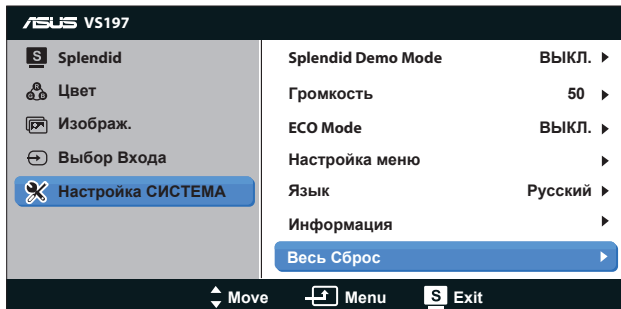 ASUS VS197
S Splendid
Цвет
Изображ.
Выбор Входа
Настройка СИСТЕМА
Splendid Demo Mode ВЫКЛ.
Громкость 50
ECO Mode ВЫКЛ.
Настройка меню
Язык Русский
Информация
Весь Сброс
Move Menu S Exit